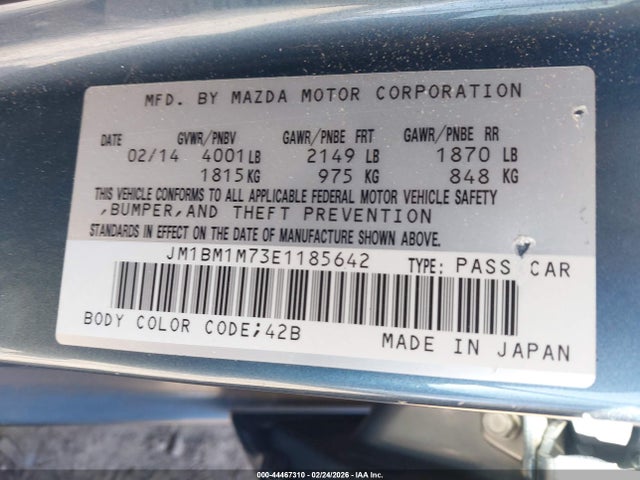 MFD. BY MAZDA MOTOR CORPORATION
DATE GVWR/PNBV GAWR/PNBE FRT GAWR/PNBE RR
02/14 4001 LB 2149 LB 1870 LB
1815 KG 975 KG 848 KG
THIS VEHICLE CONFORMS TO ALL APPLICABLE FEDERAL MOTOR VEHICLE SAFETY
,BUMPER,AND THEFT PREVENTION
STANDARDS IN EFFECT ON THE DATE OF MANUFACTURE SHOWN ABOVE.
JM1BM1M73E1185642 TYPE: PASS CAR
BODY COLOR CODE;42B MADE IN JAPAN
000-44467310 - 02/24/2026 - IAA Inc.